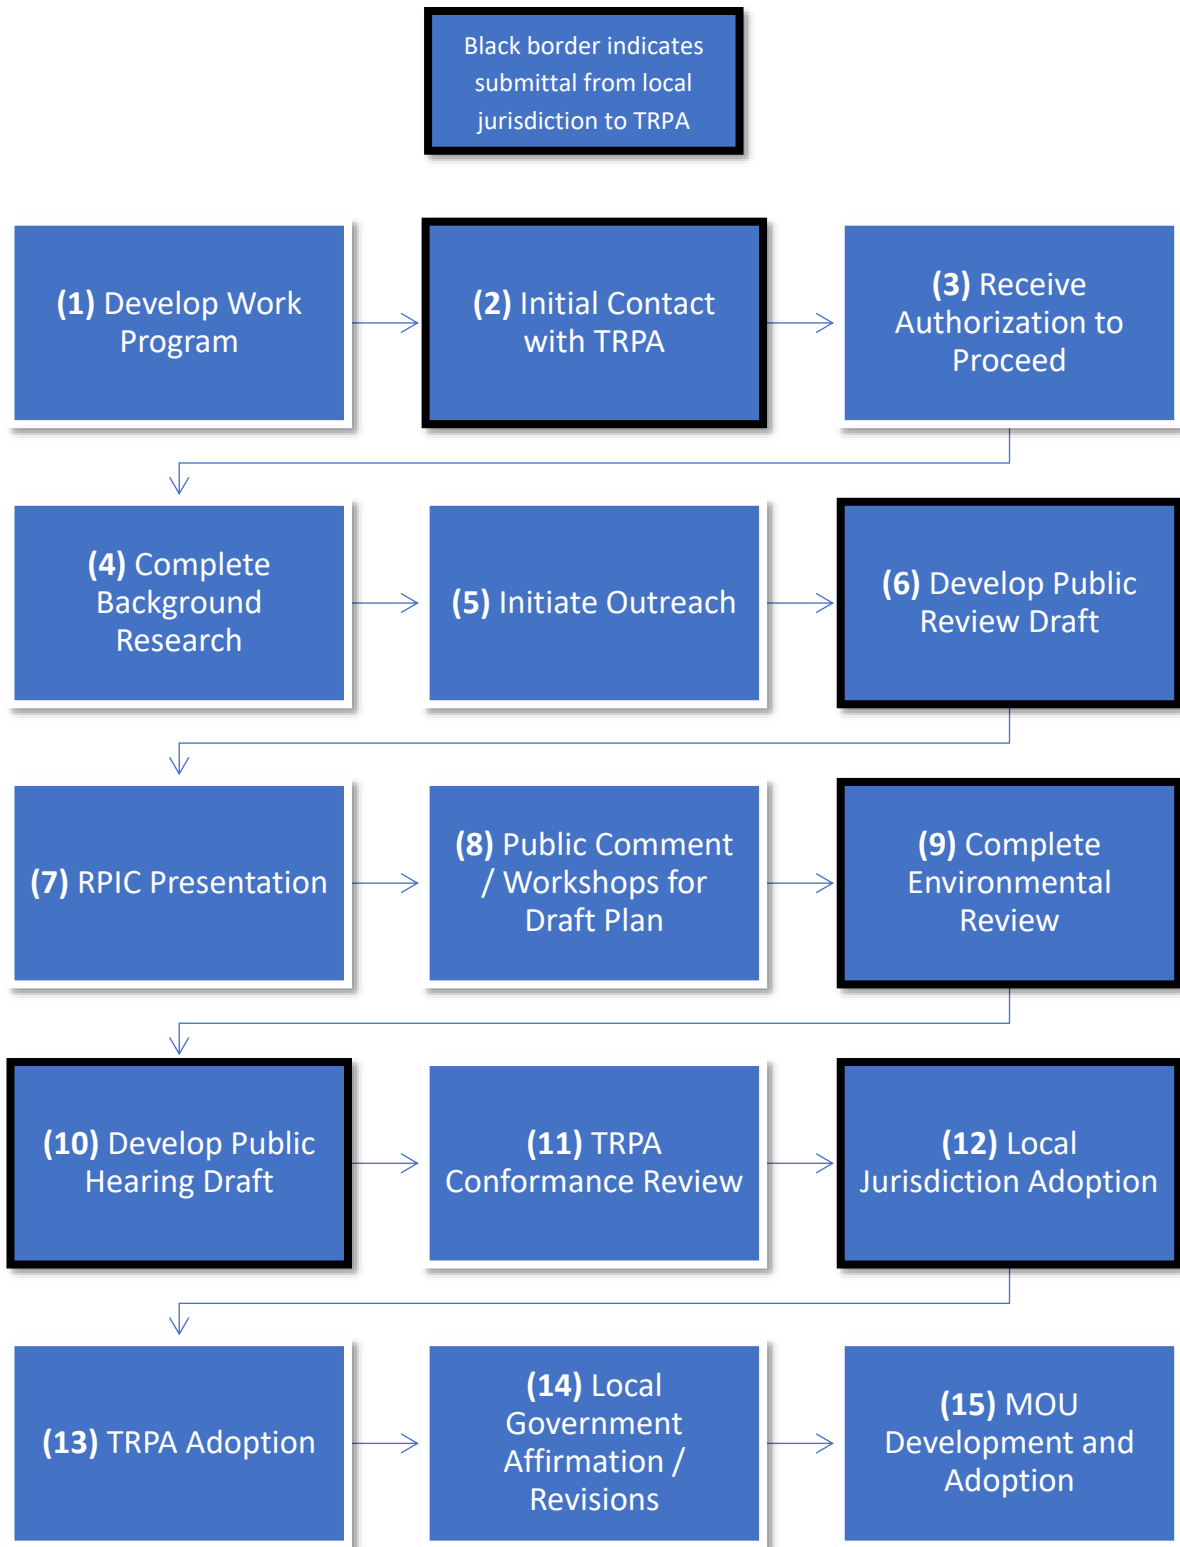 Black border indicates
submittal from local
jurisdiction to TRPA
(1) Develop Work
Program
(2) Initial Contact
with TRPA
(3) Receive
Authorization to
Proceed
(4) Complete
Background
Research
(5) Initiate Outreach
(6) Develop Public
Review Draft
(7) RPIC Presentation
(8) Public Comment
/ Workshops for
Draft Plan
(9) Complete
Environmental
Review
(10) Develop Public
Hearing Draft
(11) TRPA
Conformance Review
(12) Local
Jurisdiction Adoption
(13) TRPA Adoption
(14) Local
Government
Affirmation /
Revisions
(15) MOU
Development and
Adoption